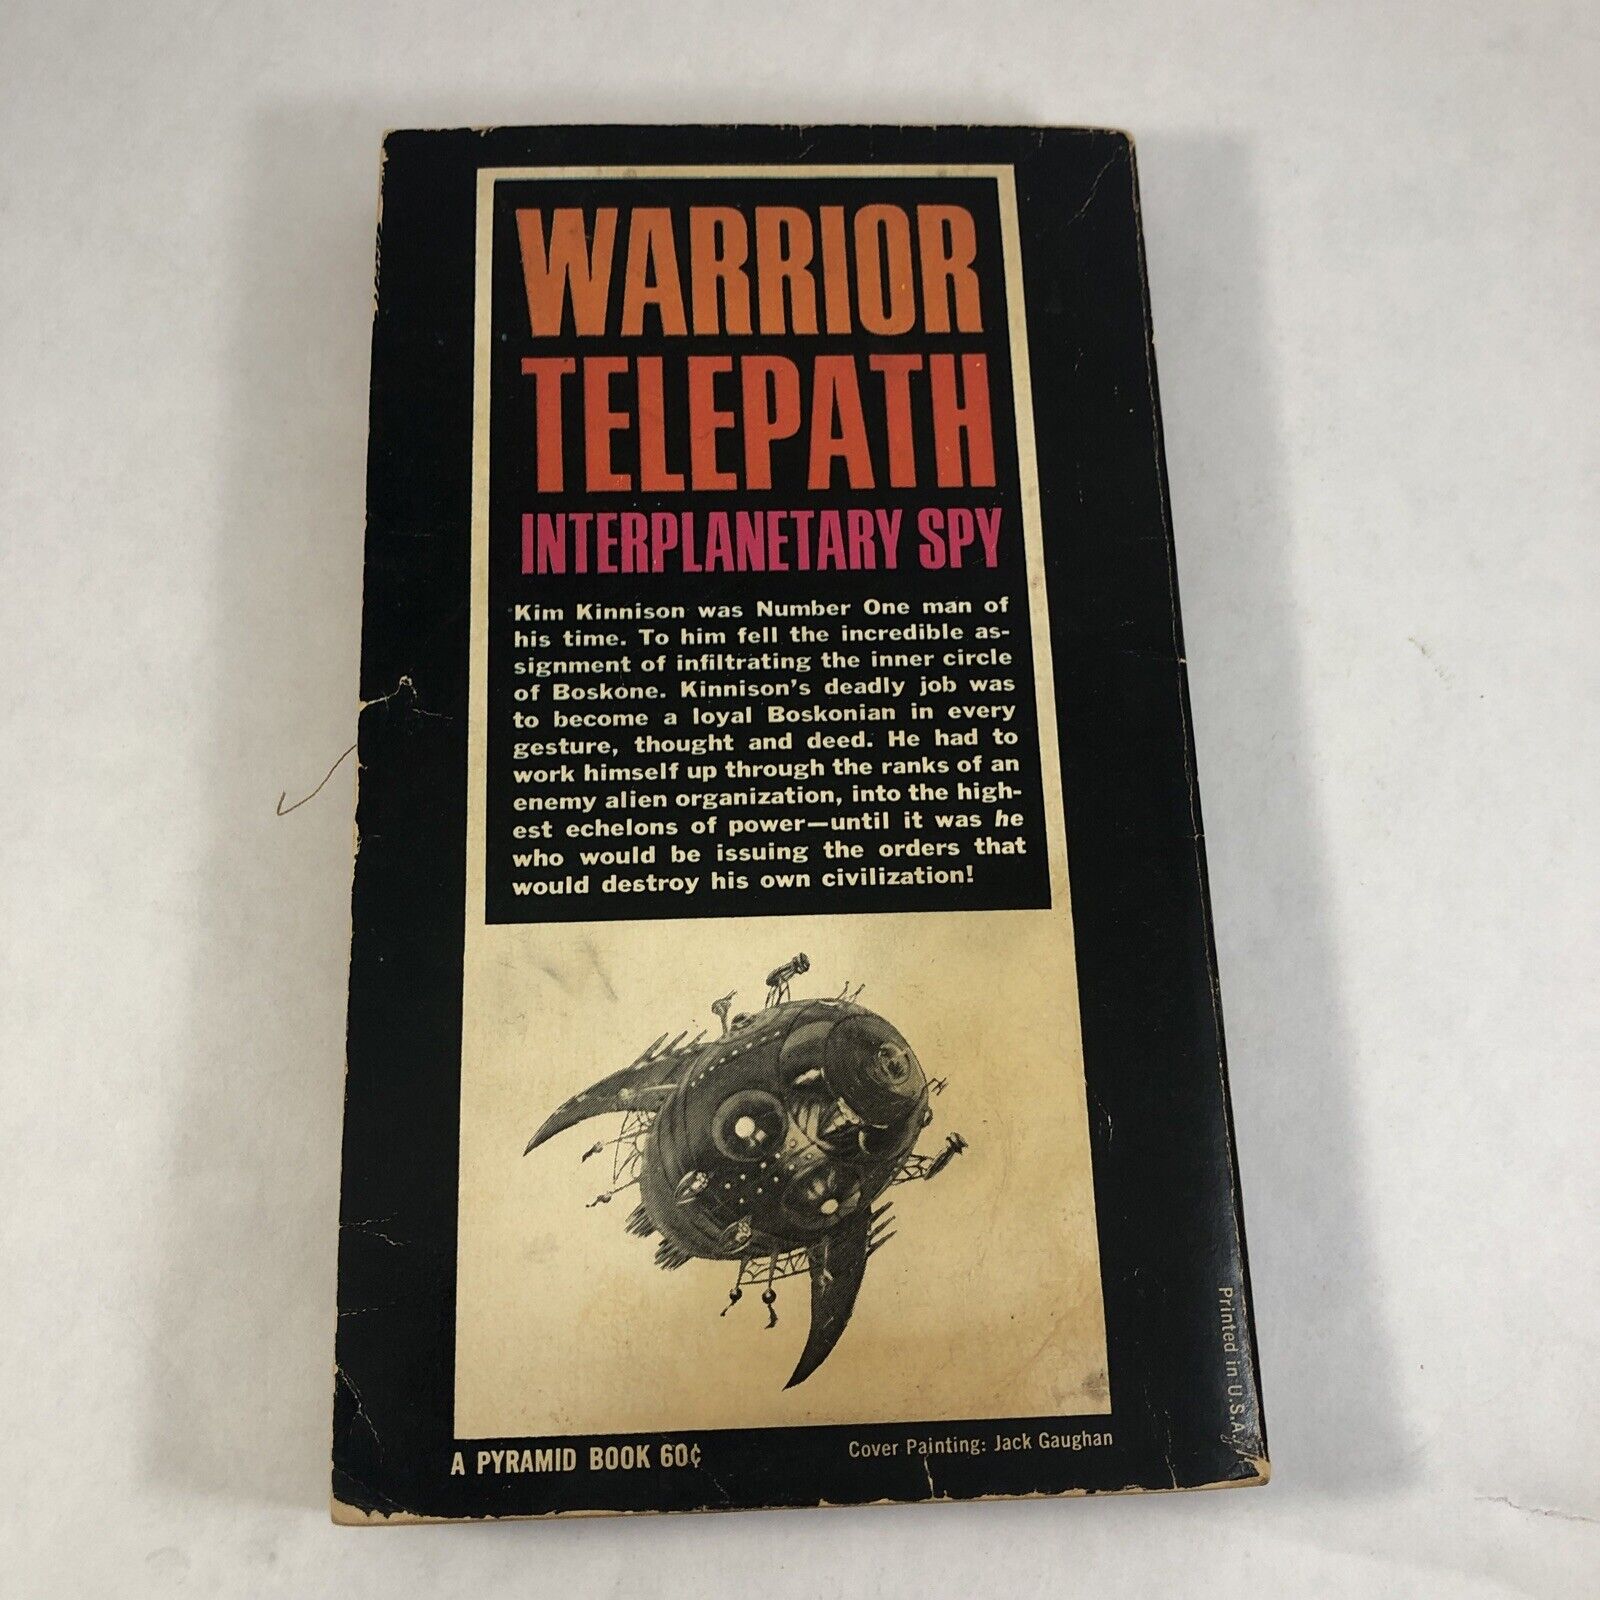 WARRIOR
TELEPATH
INTERPLANETARY SPY
Kim Kinnison was Number One man of
his time. To him fell the incredible as-
signment of infiltrating the inner circle
of Boskone. Kinnison's deadly job was
to become a loyal Boskonian in every
gesture, thought and deed. He had to
work himself up through the ranks of an
enemy alien organization, into the high-
est echelons of power—until it was he
who would be issuing the orders that
would destroy his own civilization!
A PYRAMID BOOK 60¢
Cover Painting: Jack Gaughan
Printed in U.S.A.